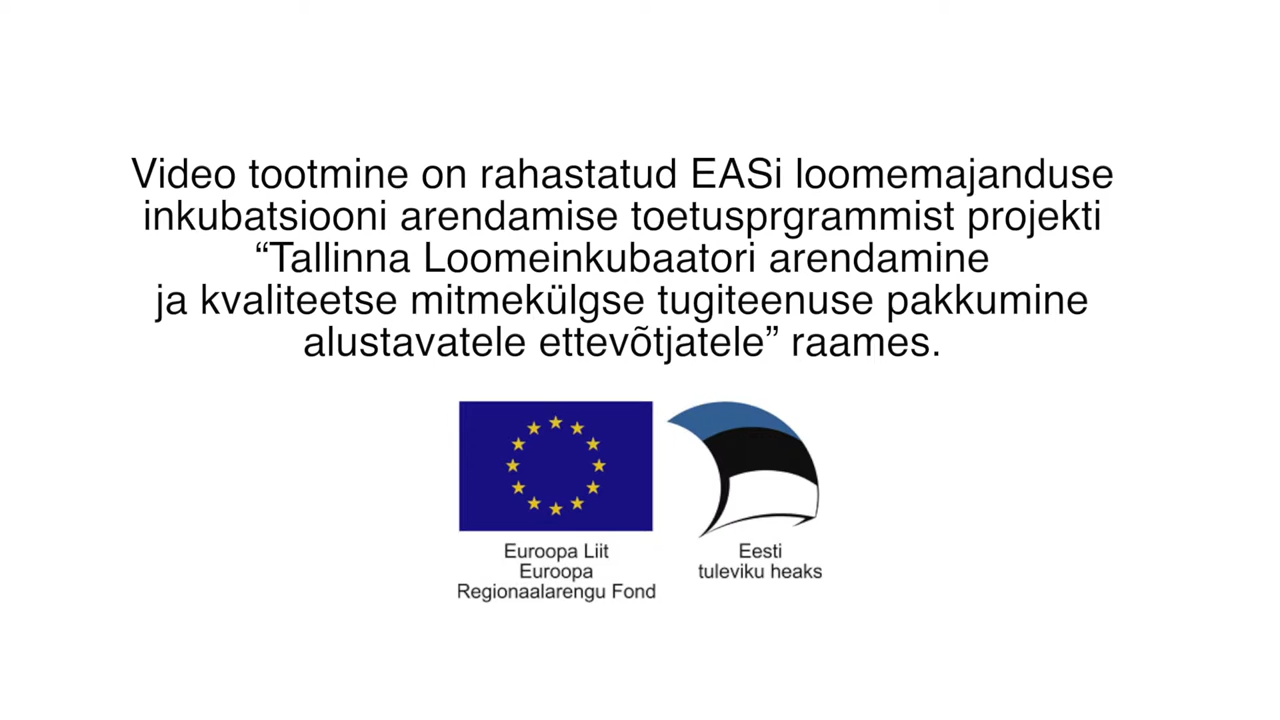 Video tootmine on rahastatud EASi loomemajanduse
inkubatsiooni arendamise toetusprgrammist projekti
“Tallinna Loomeinkubaatori arendamine
ja kvaliteetse mitmekülgse tugiteenuse pakkumine
alustavatele ettevõtjatele” raames.
Euroopa Liit
Euroopa
Regionaalarengu Fond
Eesti
tuleviku heaks